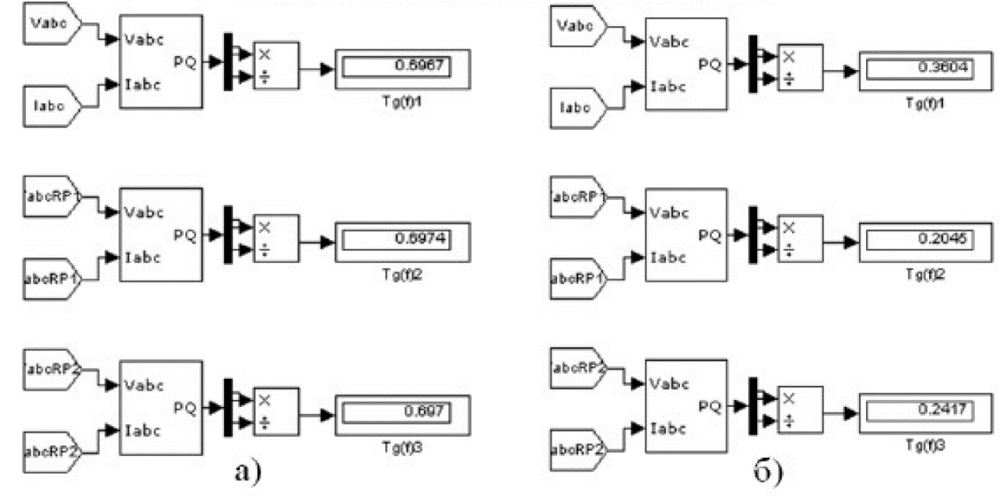 Vabc
Vabc
PQ
Iabc
Iabc
×
÷
0.6967
Tg(f)1
abcRP1
Vabc
PQ
Iabc
abcRP1
×
÷
0.6974
Tg(f)2
abcRP2
Vabc
PQ
Iabc
abcRP2
×
÷
0.697
Tg(f)3
а)
Vabc
Vabc
PQ
Iabc
Iabc
×
÷
0.3604
Tg(f)1
abcRP1
Vabc
PQ
Iabc
abcRP1
×
÷
0.2045
Tg(f)2
abcRP2
Vabc
PQ
Iabc
abcRP2
×
÷
0.2417
Tg(f)3
б)